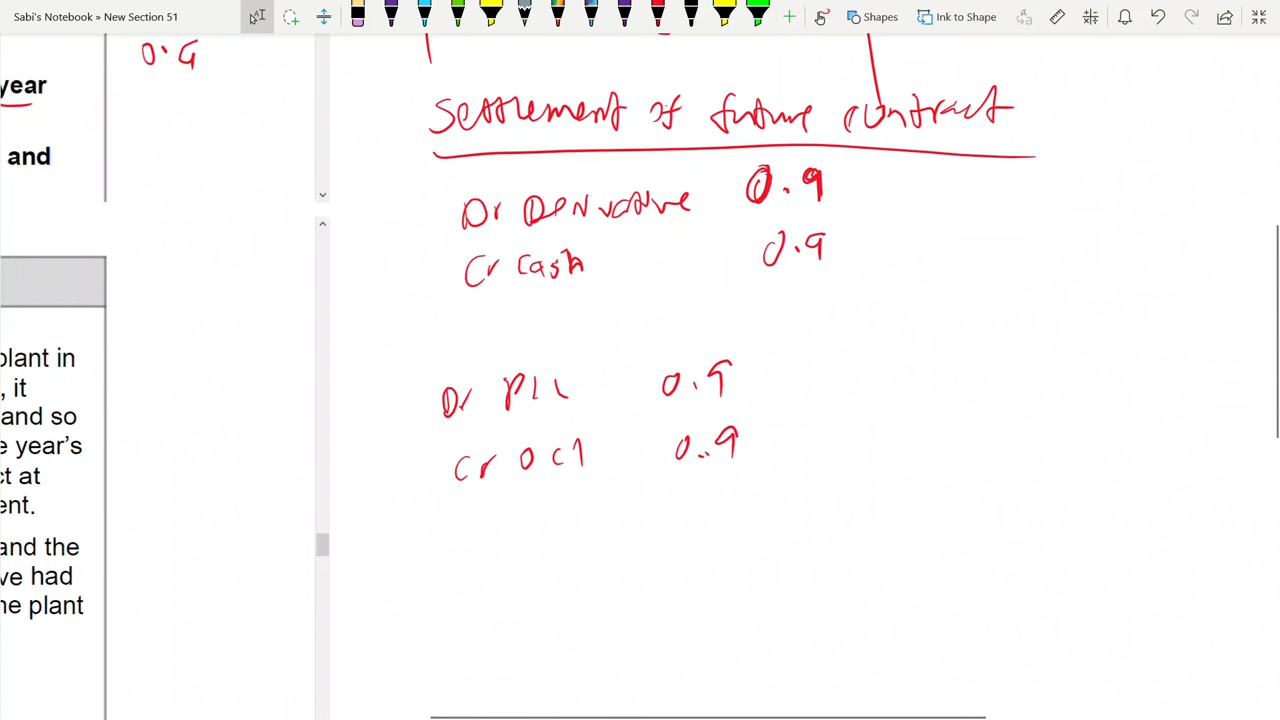 Sabi's Notebook » New Section 51
Shapes
Ink to Shape
0.9
year
and
Settlement of future contract
Dr Derivative 0.9
Cr Cash 0.9
plant in
, it
and so
e year's
ct at
ent.
and the
ve had
he plant
Dr P/L 0.9
Cr OCI 0.9